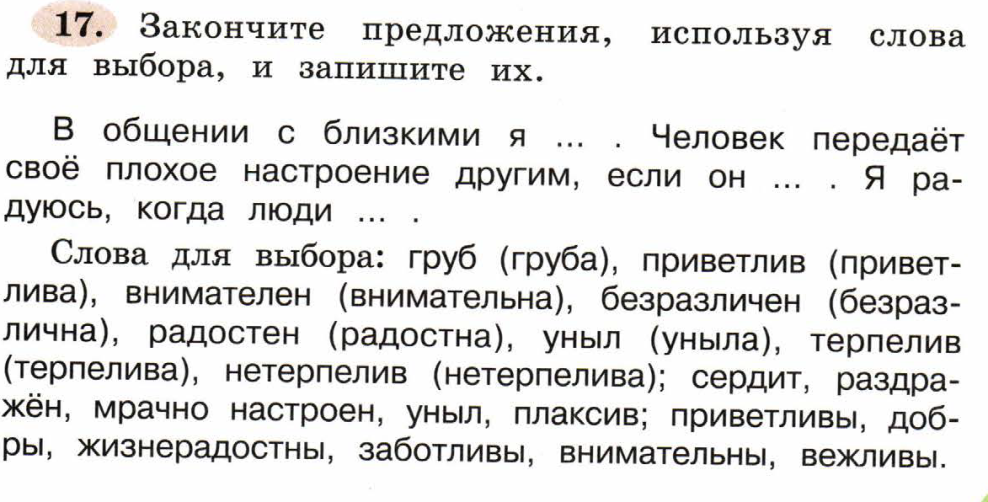 17. Закончите предложения, используя слова
для выбора, и запишите их.
В общении с близкими я ... . Человек передаёт
своё плохое настроение другим, если он ... . Я ра-
дуюсь, когда люди ... .
Слова для выбора: груб (груба), приветлив (привет-
лива), внимателен (внимательна), безразличен (безраз-
лична), радостен (радостна), уныл (уныла), терпелив
(терпелива), нетерпелив (нетерпелива); сердит, раздра-
жён, мрачно настроен, уныл, плаксив; приветливы, доб-
ры, жизнерадостны, заботливы, внимательны, вежливы.